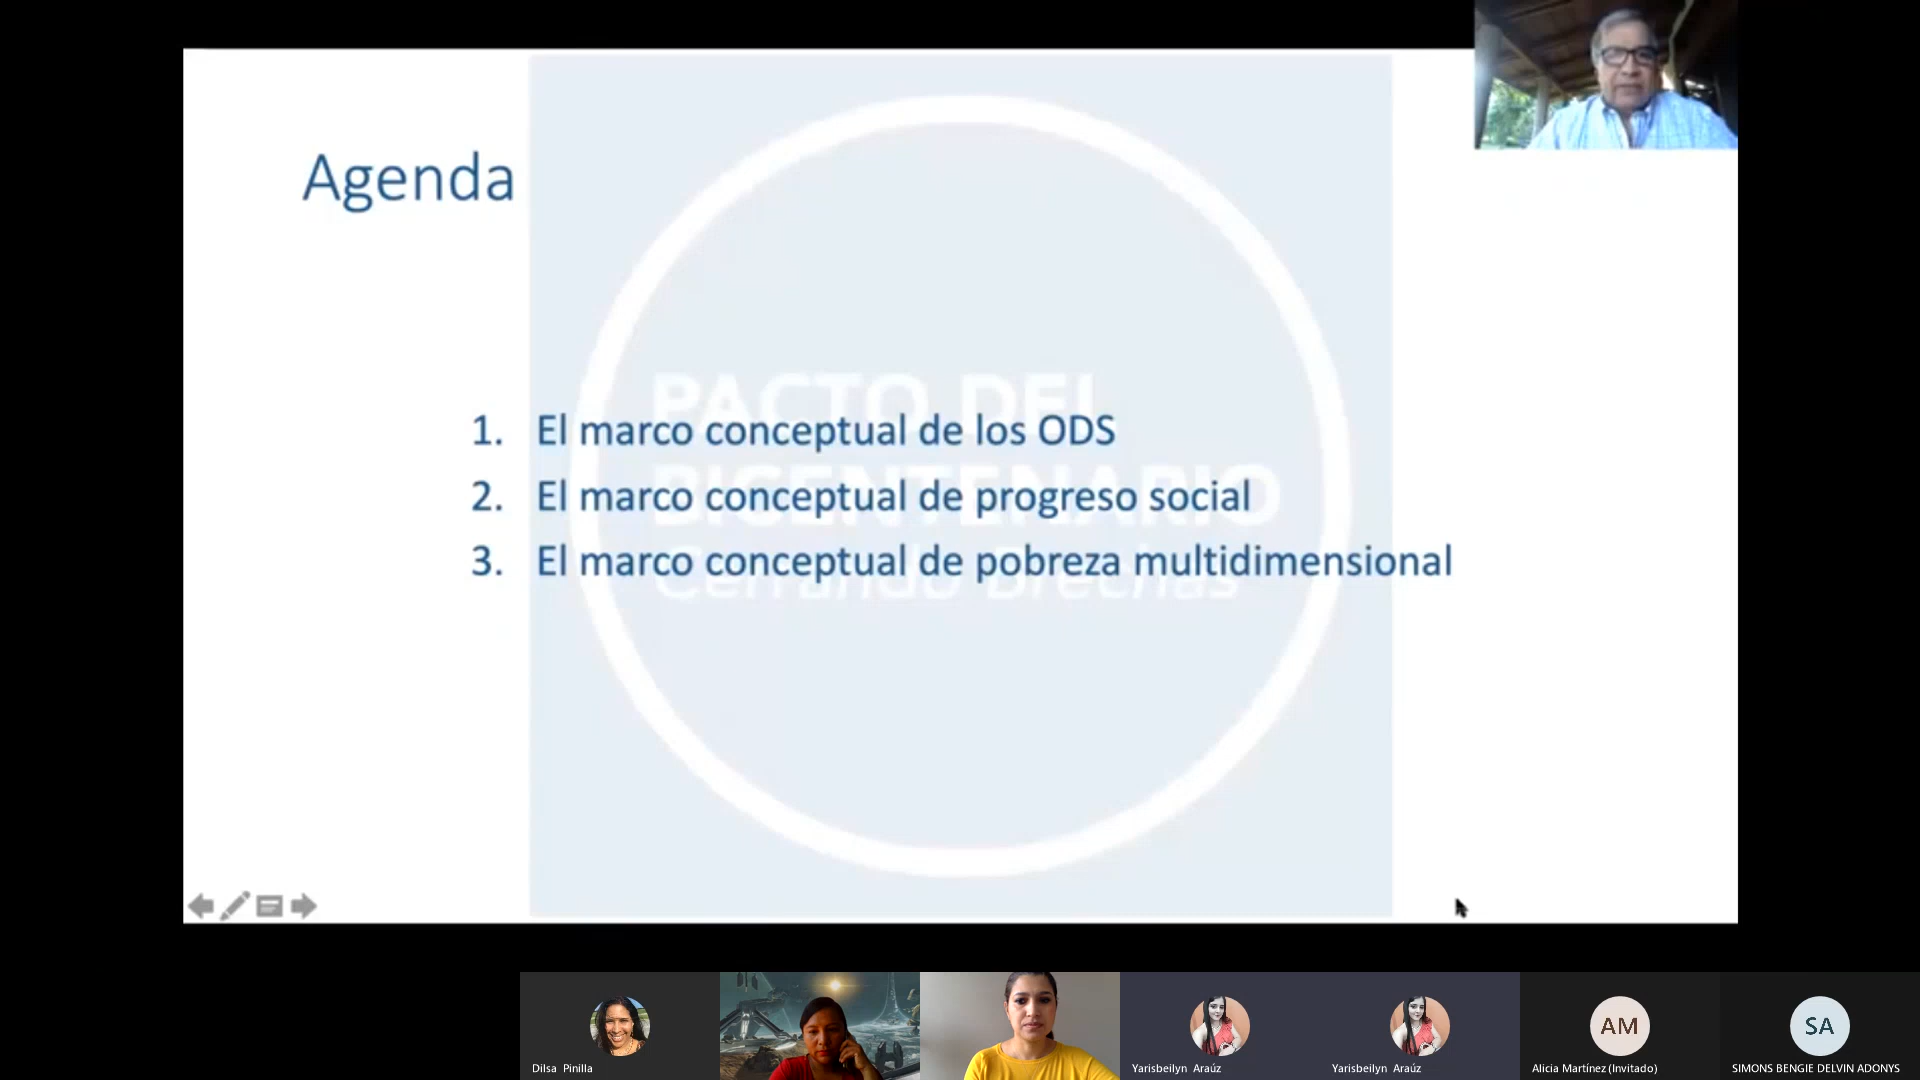 Agenda
PACTO DEL
BICENTENARIO
Cerrando Brechas
1. El marco conceptual de los ODS
2. El marco conceptual de progreso social
3. El marco conceptual de pobreza multidimensional
Dilsa Pinilla
Yarisbeilyn Araúz
Yarisbeilyn Araúz
AM
Alicia Martínez (Invitado)
SA
SIMONS BENGIE DELVIN ADONYS